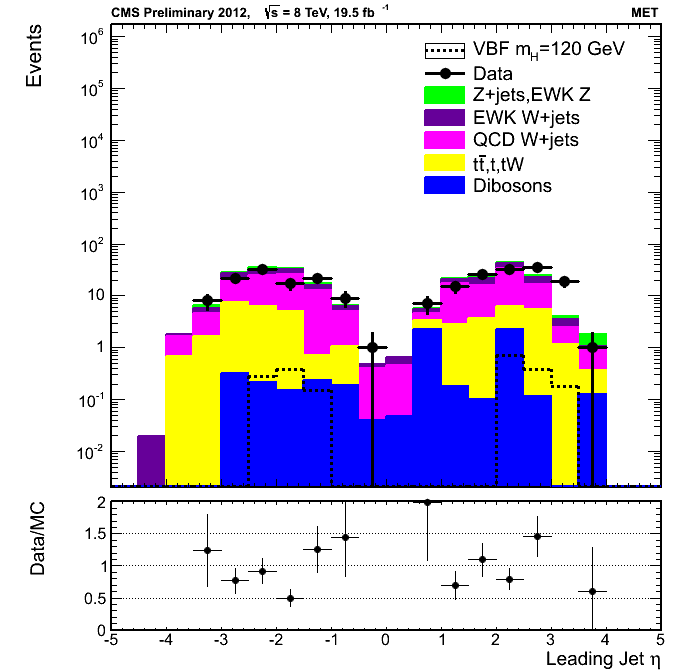 CMS Preliminary 2012, √s = 8 TeV, 19.5 fb⁻¹ MET
Events
10⁶
10⁵
10⁴
10³
10²
10
1
10⁻¹
10⁻²
VBF m_H=120 GeV
Data
Z+jets,EWK Z
EWK W+jets
QCD W+jets
tt̄,t,tW
Dibosons
Data/MC
2
1.5
1
0.5
0
-5 -4 -3 -2 -1 0 1 2 3 4 5
Leading Jet η